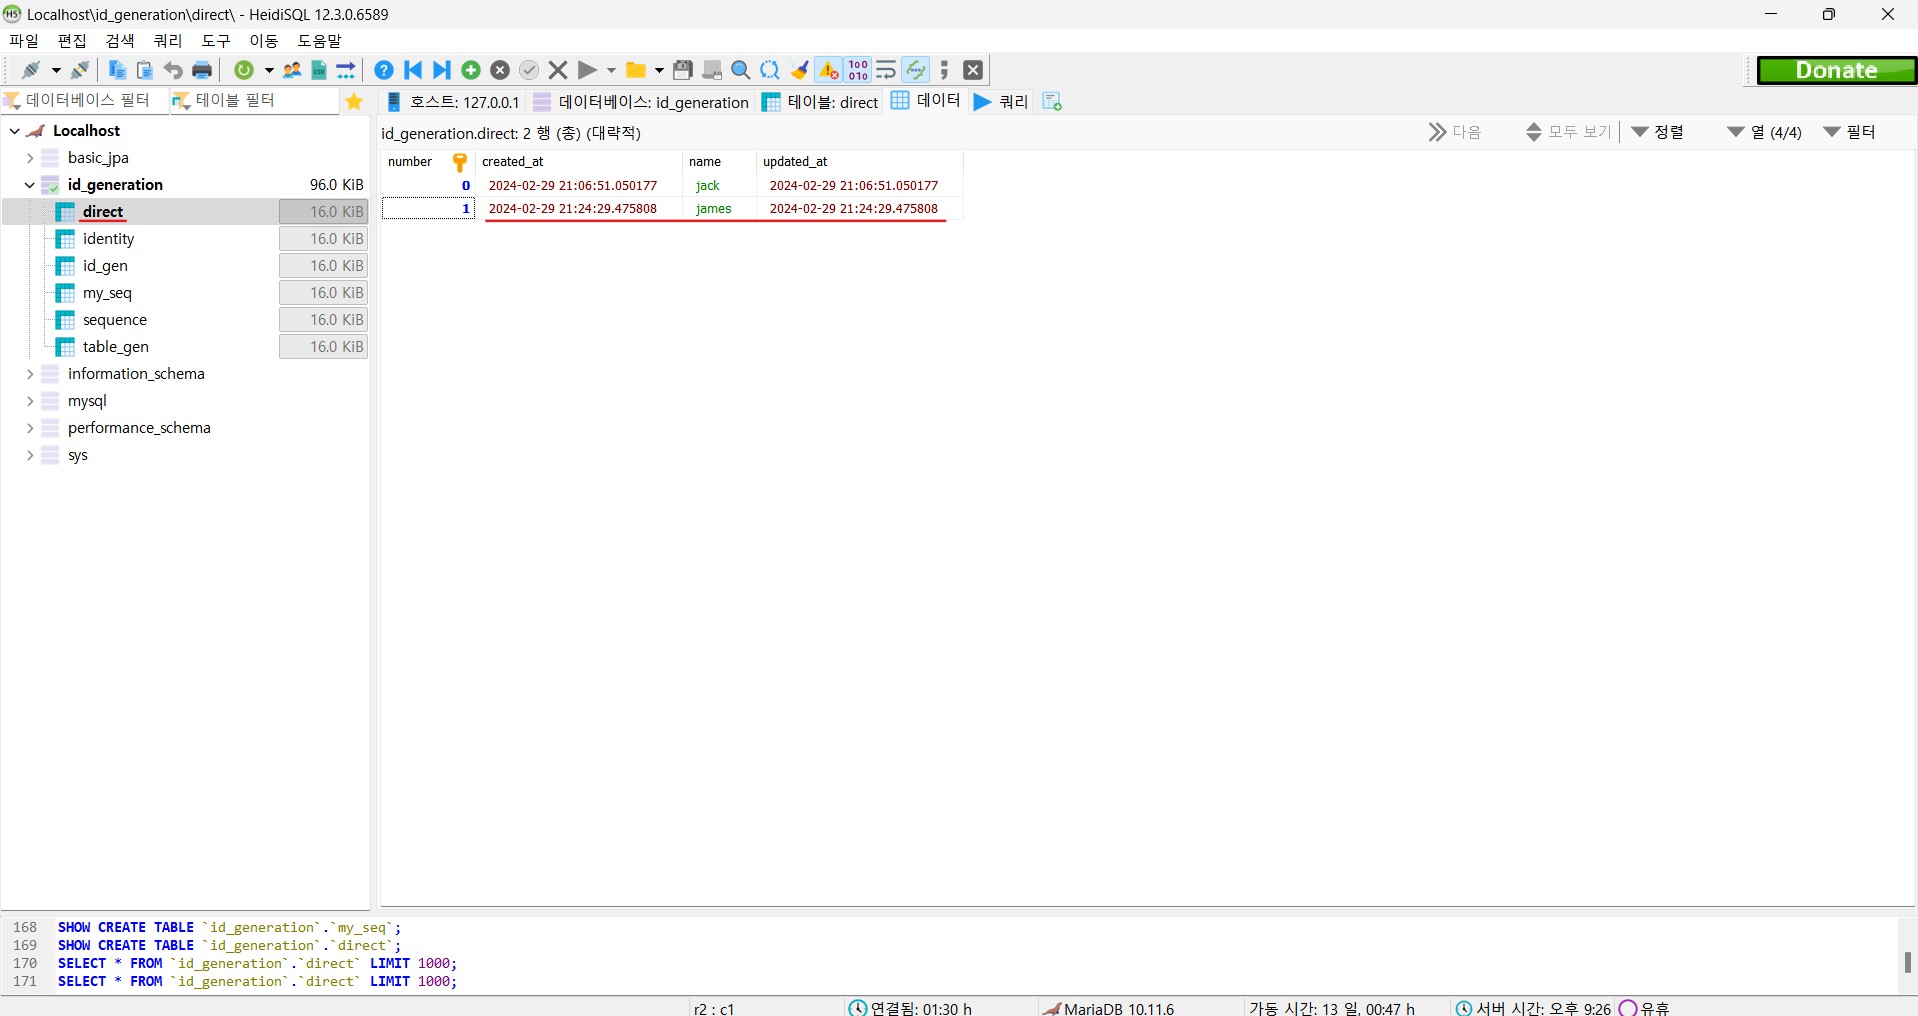 Localhost\id_generation\direct\ - HeidiSQL 12.3.0.6589
파일 편집 검색 쿼리 도구 이동 도움말
Donate
데이터베이스 필터 테이블 필터
호스트: 127.0.0.1 데이터베이스: id_generation 테이블: direct 데이터 쿼리
id_generation.direct: 2 행 (총) (대략적) 다음 모두 보기 정렬 열 (4/4) 필터
Localhost
basic_jpa
id_generation 96.0 KiB
direct 16.0 KiB
identity 16.0 KiB
id_gen 16.0 KiB
my_seq 16.0 KiB
sequence 16.0 KiB
table_gen 16.0 KiB
information_schema
mysql
performance_schema
sys
number created_at name updated_at
0 2024-02-29 21:06:51.050177 jack 2024-02-29 21:06:51.050177
1 2024-02-29 21:24:29.475808 james 2024-02-29 21:24:29.475808
168 SHOW CREATE TABLE `id_generation`.`my_seq`;
169 SHOW CREATE TABLE `id_generation`.`direct`;
170 SELECT * FROM `id_generation`.`direct` LIMIT 1000;
171 SELECT * FROM `id_generation`.`direct` LIMIT 1000;
r2 : c1 연결됨: 01:30 h MariaDB 10.11.6 가동 시간: 13 일, 00:47 h 서버 시간: 오후 9:26 유휴